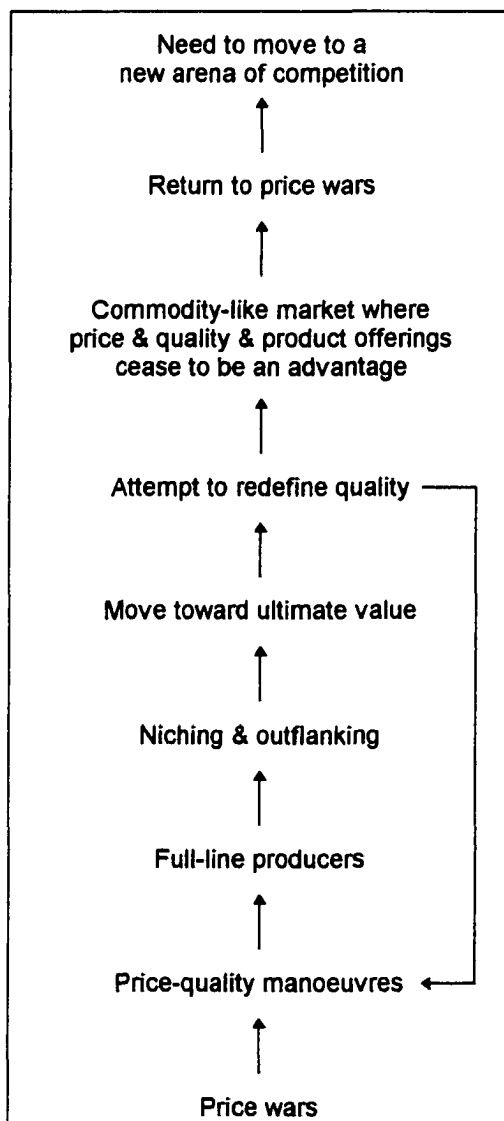 Need to move to a
new arena of competition
Return to price wars
Commodity-like market where
price & quality & product offerings
cease to be an advantage
Attempt to redefine quality
Move toward ultimate value
Niching & outflanking
Full-line producers
Price-quality manoeuvres
Price wars